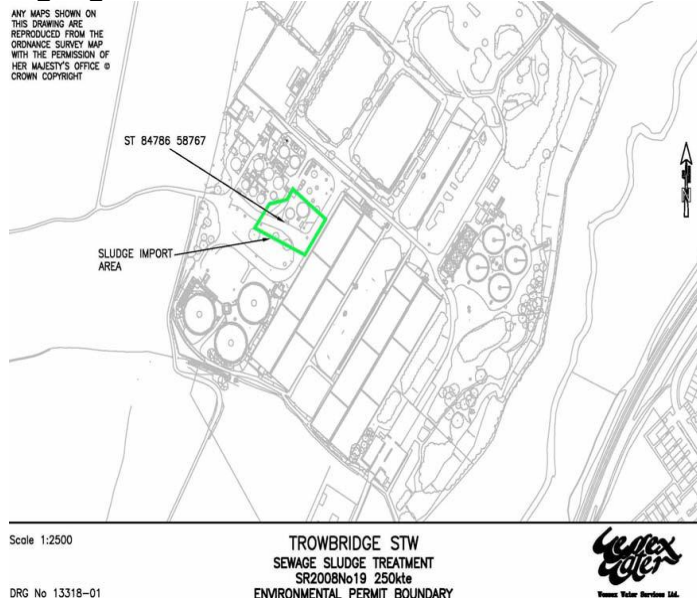 ANY MAPS SHOWN ON
THIS DRAWING ARE
REPRODUCED FROM THE
ORDNANCE SURVEY MAP
WITH THE PERMISSION OF
HER MAJESTY'S OFFICE ©
CROWN COPYRIGHT
ST 84786 58767
SLUDGE IMPORT
AREA
N
Scale 1:2500
DRG No 13318-01
TROWBRIDGE STW
SEWAGE SLUDGE TREATMENT
SR2008No19 250kte
ENVIRONMENTAL PERMIT BOUNDARY
Wessex
Water
Wessex Water Services Ltd.